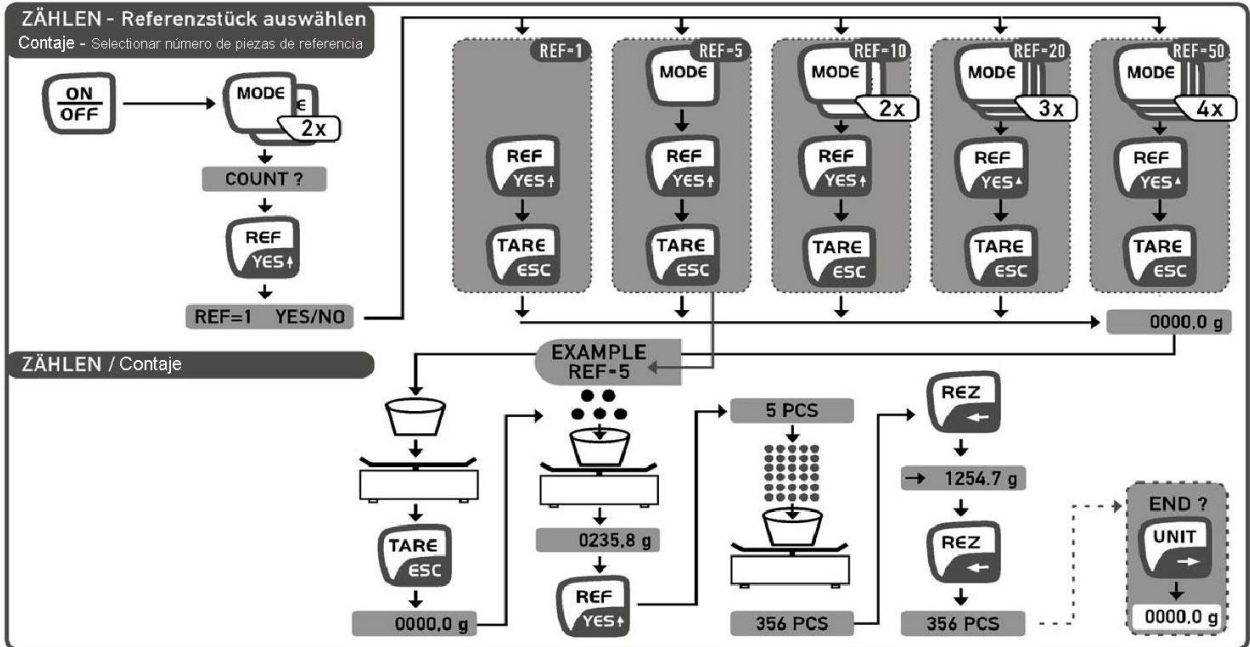 ZÄHLEN - Referenzstück auswählen
Contaje - Selectionar número de piezas de referencia
ON
OFF
MODE
2x
COUNT ?
REF
YES↑
REF=1 YES/NO
REF=1
REF
YES↑
TARE
ESC
REF=5
MODE
REF
YES↑
TARE
ESC
REF=10
MODE
2x
REF
YES↑
TARE
ESC
REF=20
MODE
3x
REF
YES▴
TARE
ESC
REF=50
MODE
4x
REF
YES▴
TARE
ESC
0000,0 g
ZÄHLEN / Contaje
EXAMPLE
REF-5
TARE
ESC
0000,0 g
0235,8 g
REF
YES↑
5 PCS
356 PCS
REZ
←
→ 1254.7 g
REZ
←
356 PCS
END ?
UNIT
→
0000.0 g